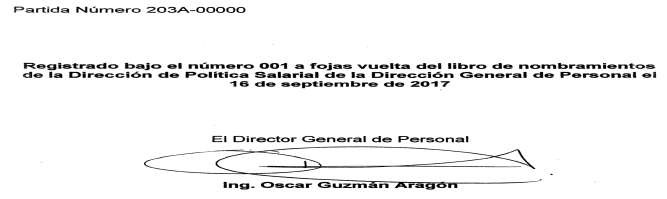 Partida Número 203A-00000
Registrado bajo el número 001 a fojas vuelta del libro de nombramientos
de la Dirección de Política Salarial de la Dirección General de Personal el
16 de septiembre de 2017
El Director General de Personal
Ing. Oscar Guzmán Aragón